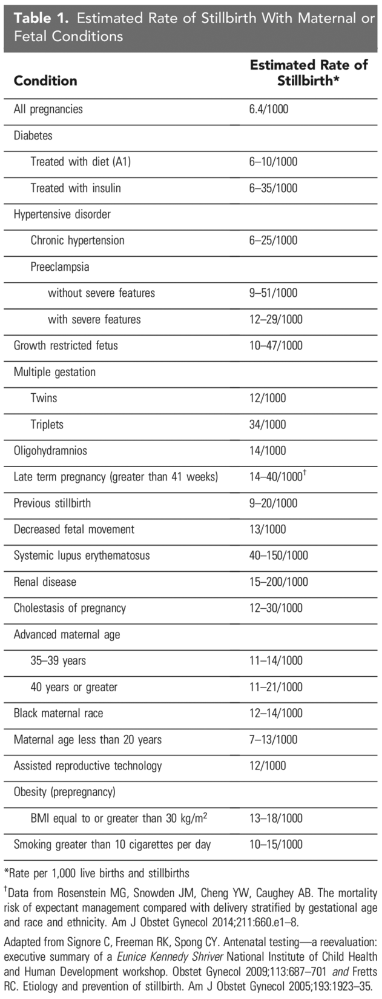 Table 1. Estimated Rate of Stillbirth With Maternal or
Fetal Conditions
Condition Estimated Rate of Stillbirth*
All pregnancies 6.4/1000
Diabetes
Treated with diet (A1) 6–10/1000
Treated with insulin 6–35/1000
Hypertensive disorder
Chronic hypertension 6–25/1000
Preeclampsia
without severe features 9–51/1000
with severe features 12–29/1000
Growth restricted fetus 10–47/1000
Multiple gestation
Twins 12/1000
Triplets 34/1000
Oligohydramnios 14/1000
Late term pregnancy (greater than 41 weeks) 14–40/1000†
Previous stillbirth 9–20/1000
Decreased fetal movement 13/1000
Systemic lupus erythematosus 40–150/1000
Renal disease 15–200/1000
Cholestasis of pregnancy 12–30/1000
Advanced maternal age
35–39 years 11–14/1000
40 years or greater 11–21/1000
Black maternal race 12–14/1000
Maternal age less than 20 years 7–13/1000
Assisted reproductive technology 12/1000
Obesity (prepregnancy)
BMI equal to or greater than 30 kg/m² 13–18/1000
Smoking greater than 10 cigarettes per day 10–15/1000
*Rate per 1,000 live births and stillbirths
†Data from Rosenstein MG, Snowden JM, Cheng YW, Caughey AB. The mortality
risk of expectant management compared with delivery stratified by gestational age
and race and ethnicity. Am J Obstet Gynecol 2014;211:660.e1–8.
Adapted from Signore C, Freeman RK, Spong CY. Antenatal testing—a reevaluation:
executive summary of a Eunice Kennedy Shriver National Institute of Child Health
and Human Development workshop. Obstet Gynecol 2009;113:687–701 and Fretts
RC. Etiology and prevention of stillbirth. Am J Obstet Gynecol 2005;193:1923–35.